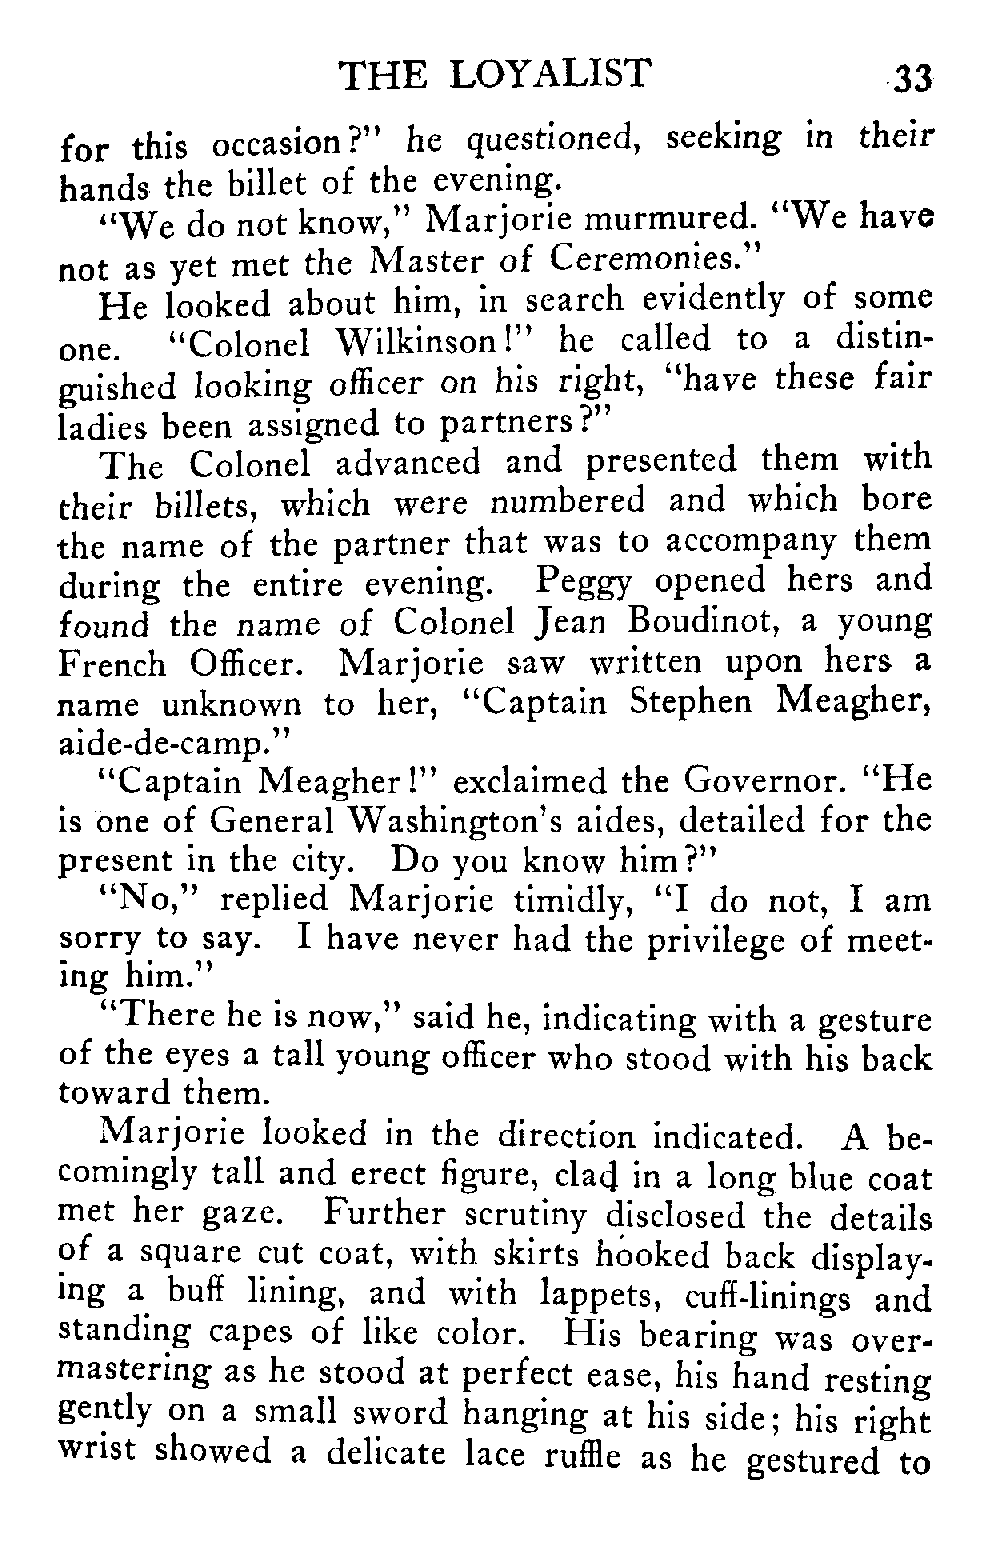 THE LOYALIST 33
for this occasion?" he questioned, seeking in their
hands the billet of the evening.
"We do not know," Marjorie murmured. "We have
not as yet met the Master of Ceremonies."
He looked about him, in search evidently of some
one. "Colonel Wilkinson!" he called to a distin-
guished looking officer on his right, "have these fair
ladies been assigned to partners?"
The Colonel advanced and presented them with
their billets, which were numbered and which bore
the name of the partner that was to accompany them
during the entire evening. Peggy opened hers and
found the name of Colonel Jean Boudinot, a young
French Officer. Marjorie saw written upon hers a
name unknown to her, "Captain Stephen Meagher,
aide-de-camp."
"Captain Meagher!" exclaimed the Governor. "He
is one of General Washington's aides, detailed for the
present in the city. Do you know him?"
"No," replied Marjorie timidly, "I do not, I am
sorry to say. I have never had the privilege of meet-
ing him."
"There he is now," said he, indicating with a gesture
of the eyes a tall young officer who stood with his back
toward them.
Marjorie looked in the direction indicated. A be-
comingly tall and erect figure, clad in a long blue coat
met her gaze. Further scrutiny disclosed the details
of a square cut coat, with skirts hooked back display-
ing a buff lining, and with lappets, cuff-linings and
standing capes of like color. His bearing was over-
mastering as he stood at perfect ease, his hand resting
gently on a small sword hanging at his side; his right
wrist showed a delicate lace ruffle as he gestured to